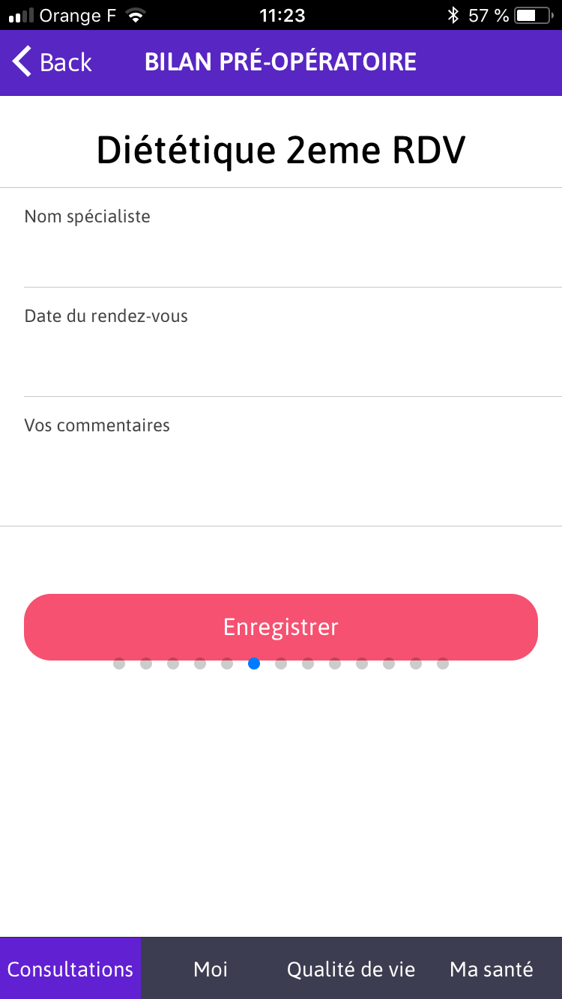 Orange F 11:23 57 %
Back BILAN PRÉ-OPÉRATOIRE
Diététique 2eme RDV
Nom spécialiste
Date du rendez-vous
Vos commentaires
Enregistrer
Consultations Moi Qualité de vie Ma santé